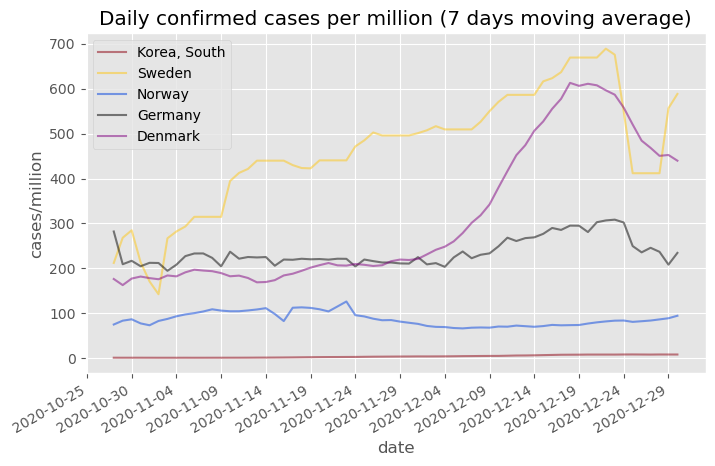 Daily confirmed cases per million (7 days moving average)
700
600
500
400
300
200
100
0
cases/million
Korea, South
Sweden
Norway
Germany
Denmark
2020-10-25
2020-10-30
2020-11-04
2020-11-09
2020-11-14
2020-11-19
2020-11-24
2020-11-29
2020-12-04
2020-12-09
2020-12-14
2020-12-19
2020-12-24
2020-12-29
date